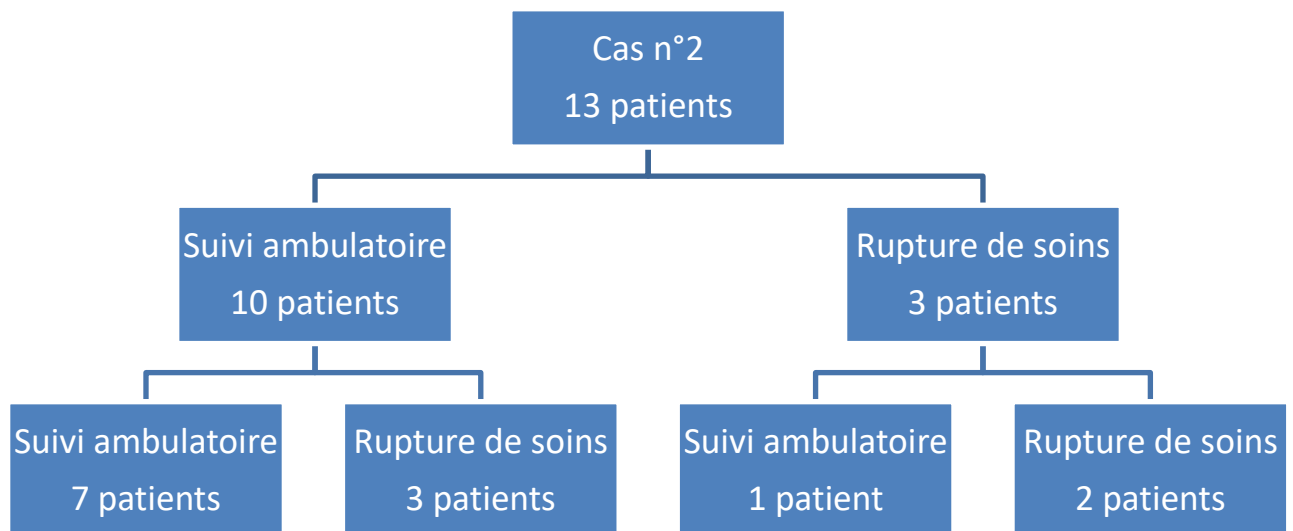 Cas n°2
13 patients
Suivi ambulatoire
10 patients
Rupture de soins
3 patients
Suivi ambulatoire
7 patients
Rupture de soins
3 patients
Suivi ambulatoire
1 patient
Rupture de soins
2 patients